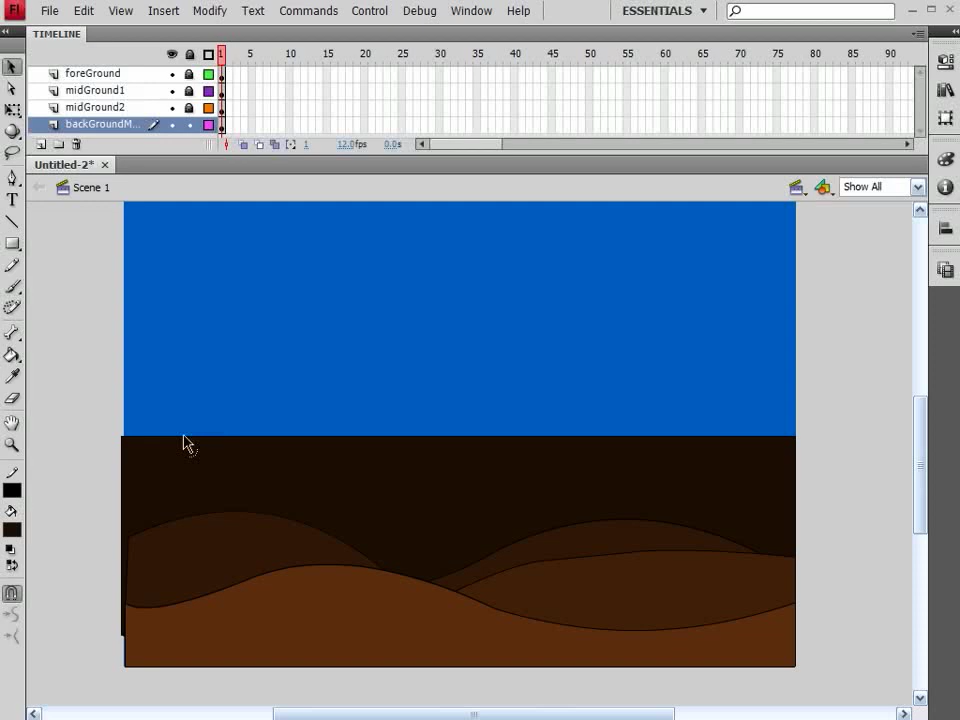 Fl File Edit View Insert Modify Text Commands Control Debug Window Help ESSENTIALS
TIMELINE
1 5 10 15 20 25 30 35 40 45 50 55 60 65 70 75 80 85 90
foreGround
midGround1
midGround2
backGroundM...
1 12.0fps 0.0s
Untitled-2*
Scene 1 Show All
T